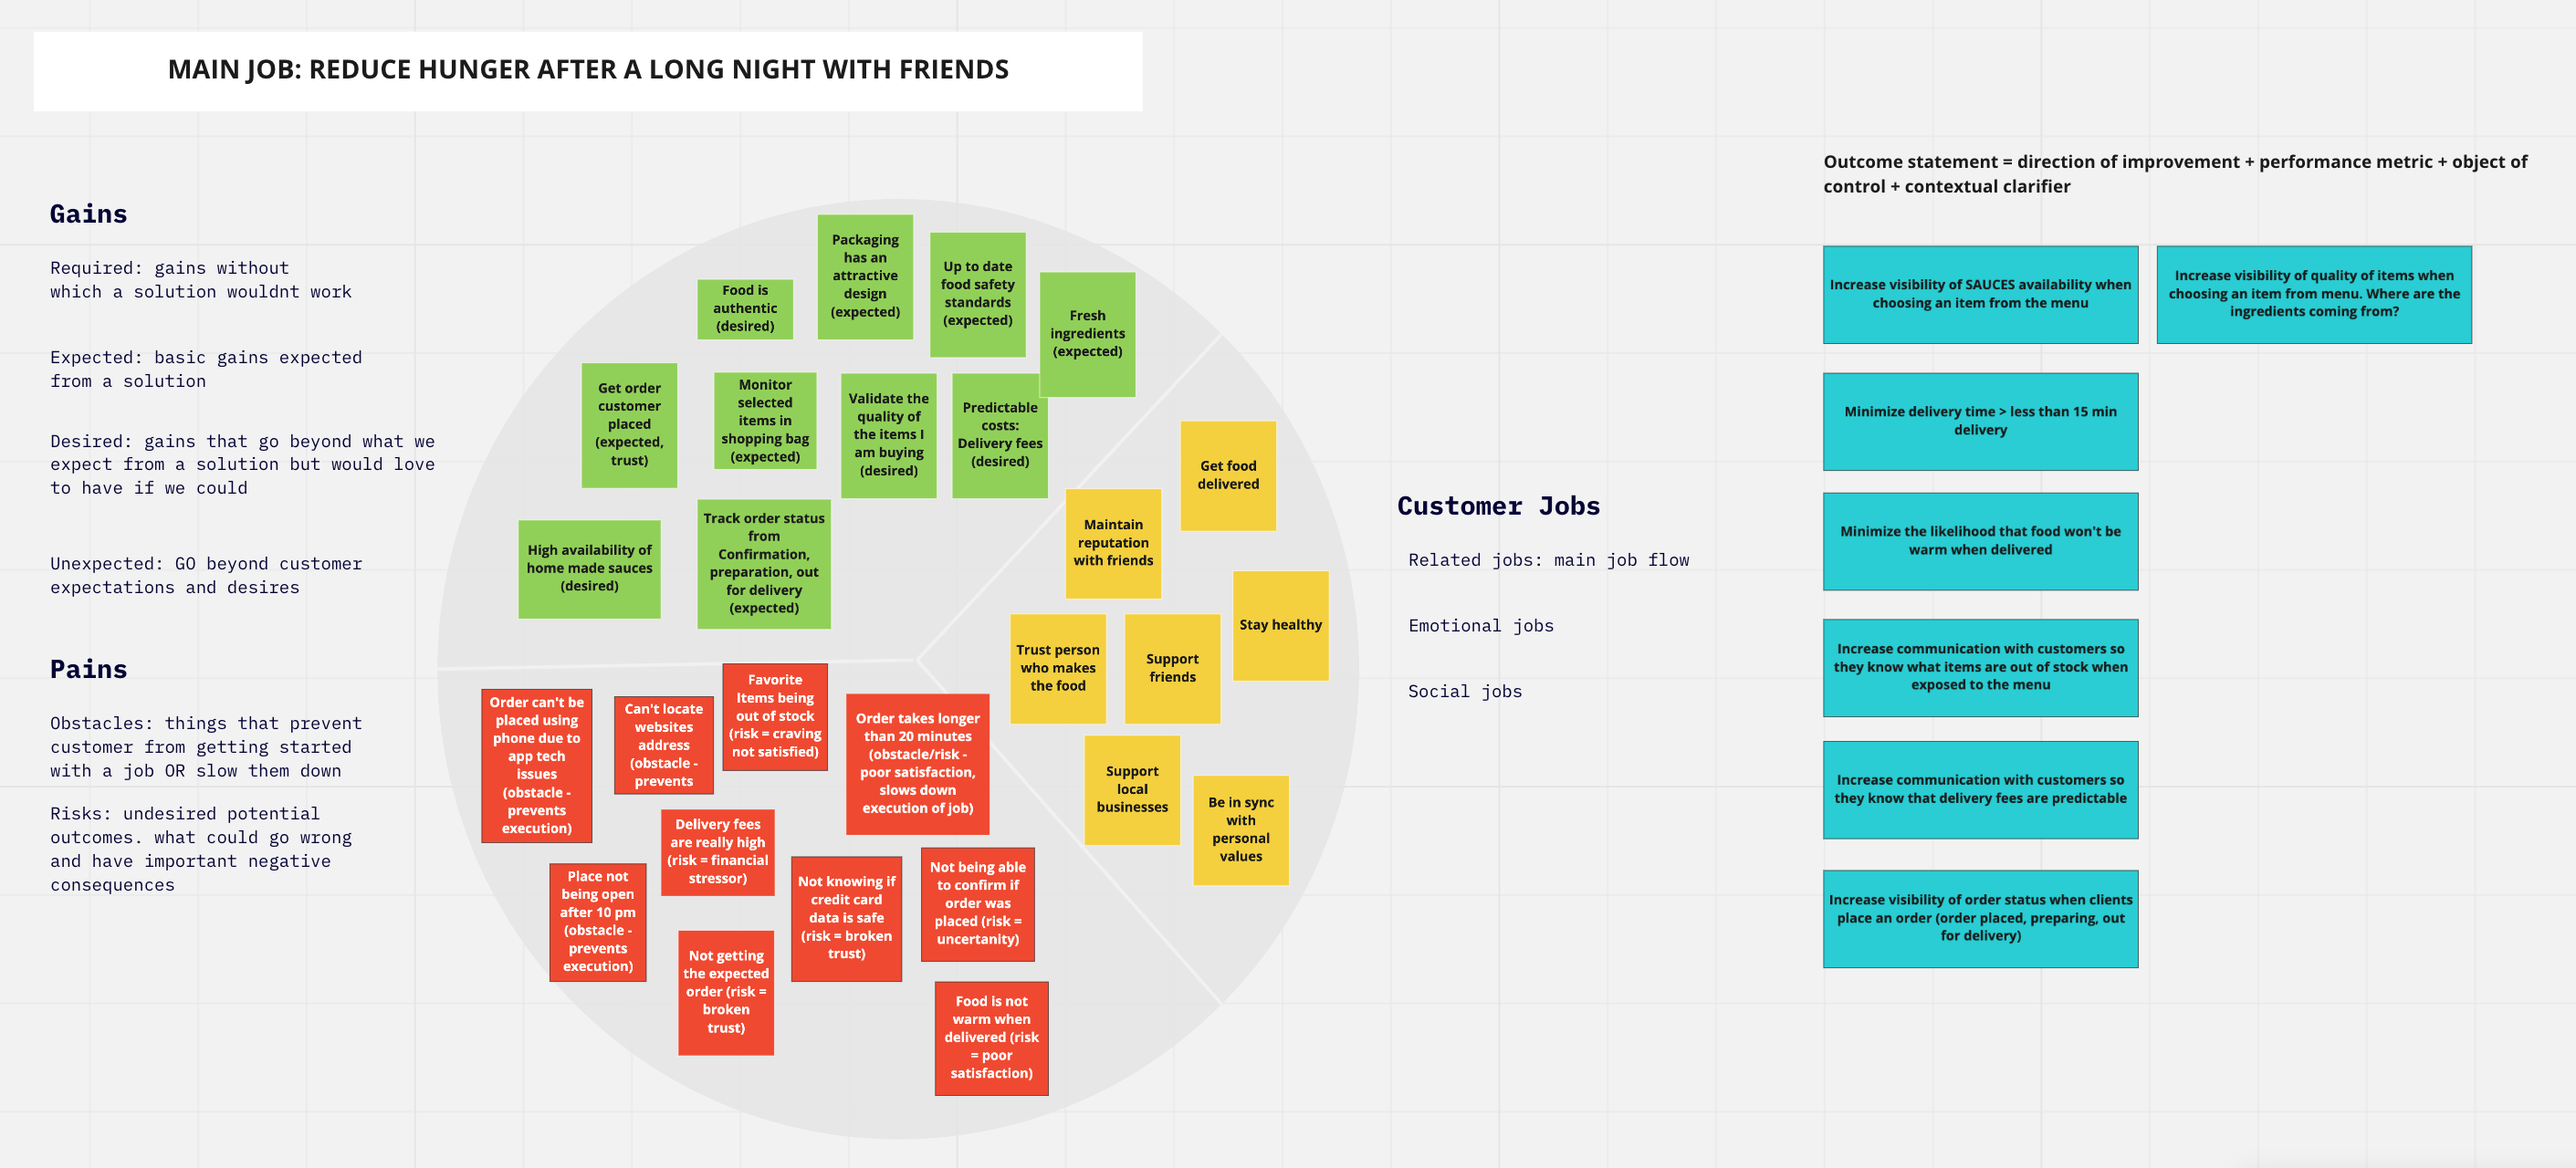 MAIN JOB: REDUCE HUNGER AFTER A LONG NIGHT WITH FRIENDS
Gains
Required: gains without
which a solution wouldnt work
Expected: basic gains expected
from a solution
Desired: gains that go beyond what we
expect from a solution but would love
to have if we could
Unexpected: GO beyond customer
expectations and desires
Pains
Obstacles: things that prevent
customer from getting started
with a job OR slow them down
Risks: undesired potential
outcomes. what could go wrong
and have important negative
consequences
Food is
authentic
(desired)
Packaging
has an
attractive
design
(expected)
Up to date
food safety
standards
(expected)
Fresh
ingredients
(expected)
Get order
customer
placed
(expected,
trust)
Monitor
selected
items in
shopping bag
(expected)
Validate the
quality of
the items I
am buying
(desired)
Predictable
costs:
Delivery fees
(desired)
High availability of
home made sauces
(desired)
Track order status
from
Confirmation,
preparation, out
for delivery
(expected)
Get food
delivered
Maintain
reputation
with friends
Stay healthy
Trust person
who makes
the food
Support
friends
Support
local
businesses
Be in sync
with
personal
values
Order can't be
placed using
phone due to
app tech
issues
(obstacle -
prevents
execution)
Can't locate
websites
address
(obstacle -
prevents
Favorite
Items being
out of stock
(risk = craving
not satisfied)
Order takes longer
than 20 minutes
(obstacle/risk -
poor satisfaction,
slows down
execution of job)
Delivery fees
are really high
(risk = financial
stressor)
Place not
being open
after 10 pm
(obstacle -
prevents
execution)
Not knowing if
credit card
data is safe
(risk = broken
trust)
Not being able
to confirm if
order was
placed (risk =
uncertanity)
Not getting
the expected
order (risk =
broken
trust)
Food is not
warm when
delivered (risk
= poor
satisfaction)
Customer Jobs
Related jobs: main job flow
Emotional jobs
Social jobs
Outcome statement = direction of improvement + performance metric + object of
control + contextual clarifier
Increase visibility of SAUCES availability when
choosing an item from the menu
Increase visibility of quality of items when
choosing an item from menu. Where are the
ingredients coming from?
Minimize delivery time > less than 15 min
delivery
Minimize the likelihood that food won't be
warm when delivered
Increase communication with customers so
they know what items are out of stock when
exposed to the menu
Increase communication with customers so
they know that delivery fees are predictable
Increase visibility of order status when clients
place an order (order placed, preparing, out
for delivery)